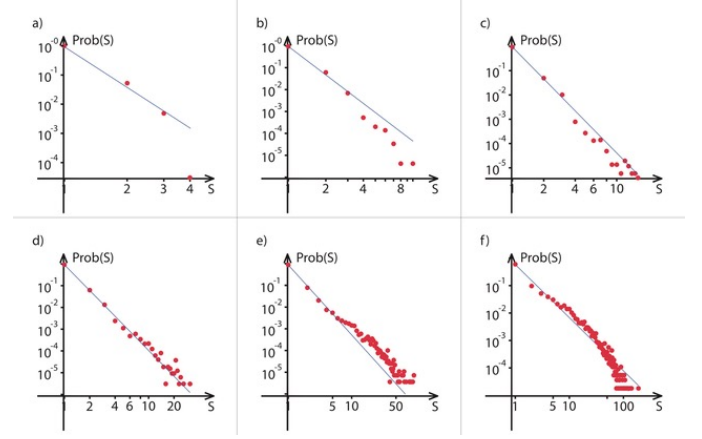 a)
Prob(S)
10⁻⁰
10⁻¹
10⁻²
10⁻³
10⁻⁴
1 2 3 4 S
b)
Prob(S)
10⁻⁰
10⁻¹
10⁻²
10⁻³
10⁻⁴
10⁻⁵
1 2 4 8 S
c)
Prob(S)
10⁻¹
10⁻²
10⁻³
10⁻⁴
10⁻⁵
1 2 4 6 10 S
d)
Prob(S)
10⁻¹
10⁻²
10⁻³
10⁻⁴
10⁻⁵
1 2 4 6 10 20 S
e)
Prob(S)
10⁻¹
10⁻²
10⁻³
10⁻⁴
10⁻⁵
1 5 10 50 S
f)
Prob(S)
10⁻¹
10⁻²
10⁻³
10⁻⁴
1 5 10 100 S